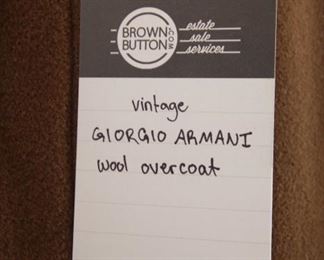 BROWN
BUTTON
.COM
estate
sale
services
vintage
GIORGIO ARMANI
wool overcoat